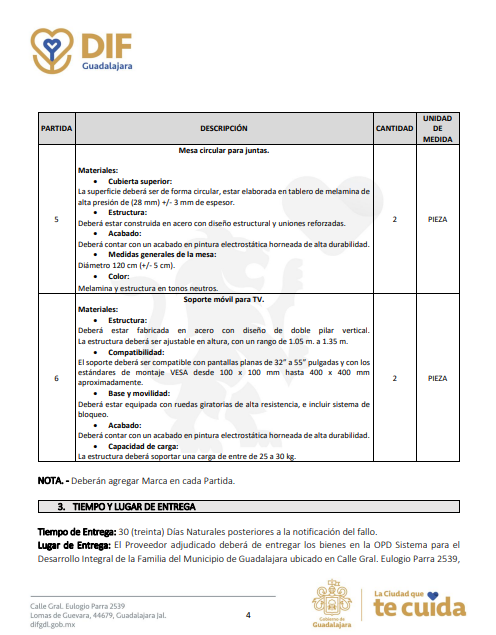 DIF
Guadalajara
PARTIDA
DESCRIPCIÓN
CANTIDAD
UNIDAD
DE
MEDIDA
5
Mesa circular para juntas.
Materiales:
• Cubierta superior:
La superficie deberá ser de forma circular, estar elaborada en tablero de melamina de
alta presión de (28 mm) +/- 3 mm de espesor.
• Estructura:
Deberá estar construida en acero con diseño estructural y uniones reforzadas.
• Acabado:
Deberá contar con un acabado en pintura electrostática horneada de alta durabilidad.
• Medidas generales de la mesa:
Diámetro 120 cm (+/- 5 cm).
• Color:
Melamina y estructura en tonos neutros.
2
PIEZA
6
Soporte móvil para TV.
Materiales:
• Estructura:
Deberá estar fabricada en acero con diseño de doble pilar vertical.
La estructura deberá ser ajustable en altura, con un rango de 1.05 m. a 1.35 m.
• Compatibilidad:
El soporte deberá ser compatible con pantallas planas de 32” a 55” pulgadas y con los
estándares de montaje VESA desde 100 x 100 mm hasta 400 x 400 mm
aproximadamente.
• Base y movilidad:
Deberá estar equipada con ruedas giratorias de alta resistencia, e incluir sistema de
bloqueo.
• Acabado:
Deberá contar con un acabado en pintura electrostática horneada de alta durabilidad.
• Capacidad de carga:
La estructura deberá soportar una carga de entre de 25 a 30 kg.
2
PIEZA
NOTA. - Deberán agregar Marca en cada Partida.
3. TIEMPO Y LUGAR DE ENTREGA
Tiempo de Entrega: 30 (treinta) Días Naturales posteriores a la notificación del fallo.
Lugar de Entrega: El Proveedor adjudicado deberá de entregar los bienes en la OPD Sistema para el
Desarrollo Integral de la Familia del Municipio de Guadalajara ubicado en Calle Gral. Eulogio Parra 2539,
Calle Gral. Eulogio Parra 2539
Lomas de Guevara, 44679, Guadalajara Jal.
difgdl.gob.mx
4
Gobierno de
Guadalajara
La Ciudad que
te cuida